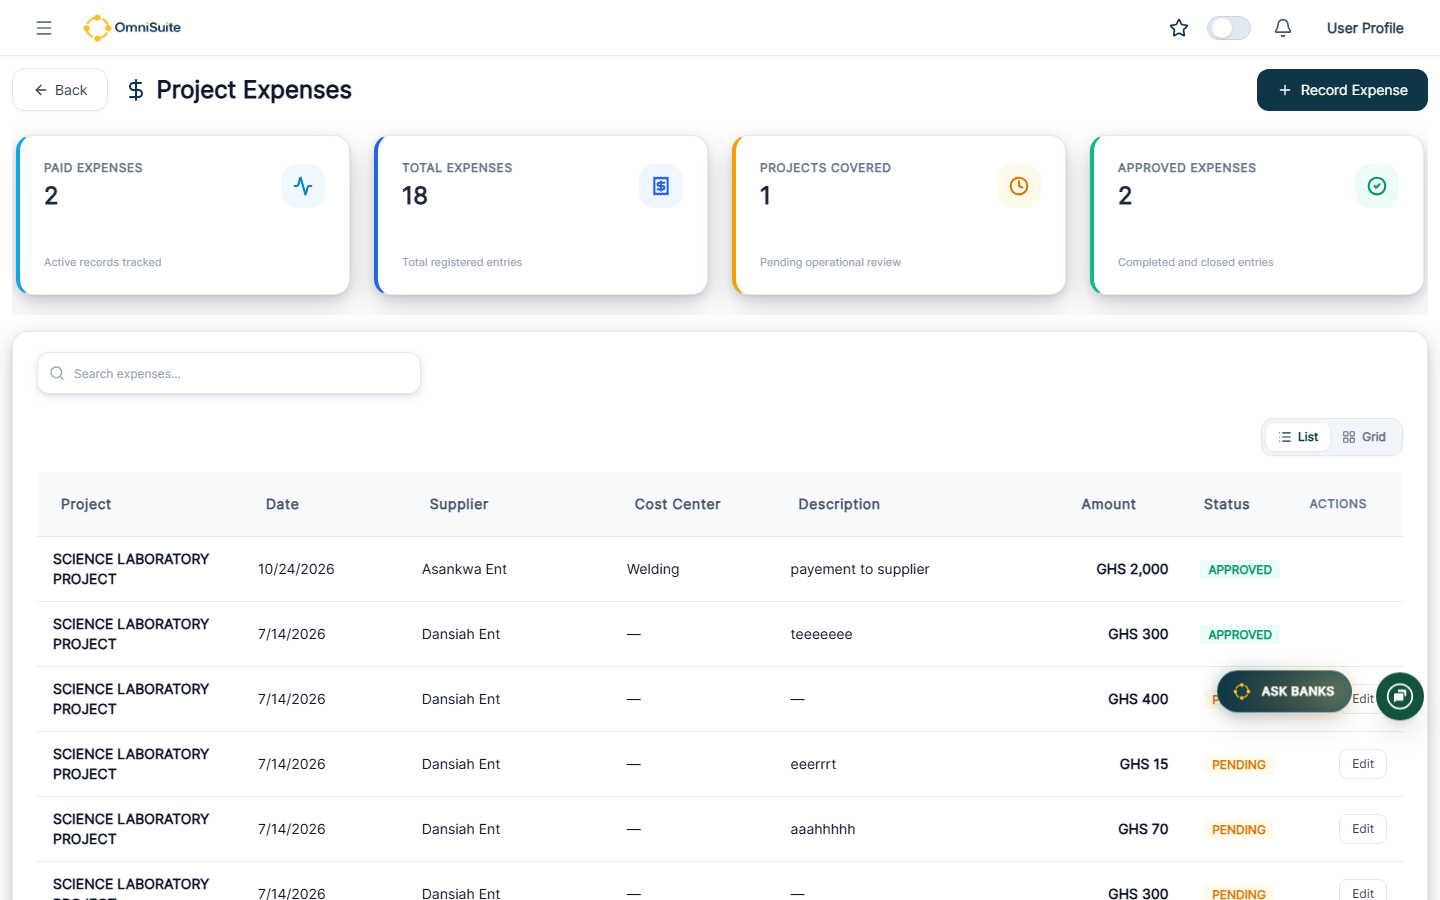 OmniSuite
User Profile
Back
Project Expenses
Record Expense
PAID EXPENSES
2
Active records tracked
TOTAL EXPENSES
18
Total registered entries
PROJECTS COVERED
1
Pending operational review
APPROVED EXPENSES
2
Completed and closed entries
Search expenses...
List Grid
Project Date Supplier Cost Center Description Amount Status ACTIONS
SCIENCE LABORATORY
PROJECT
10/24/2026 Asankwa Ent Welding payement to supplier GHS 2,000 APPROVED
SCIENCE LABORATORY
PROJECT
7/14/2026 Dansiah Ent — teeeeeee GHS 300 APPROVED
SCIENCE LABORATORY
PROJECT
7/14/2026 Dansiah Ent — — GHS 400 Edit
ASK BANKS
SCIENCE LABORATORY
PROJECT
7/14/2026 Dansiah Ent — eeerrrt GHS 15 PENDING Edit
SCIENCE LABORATORY
PROJECT
7/14/2026 Dansiah Ent — aaahhhhh GHS 70 PENDING Edit
SCIENCE LABORATORY
7/14/2026 Dansiah Ent — — GHS 300 PENDING Edit